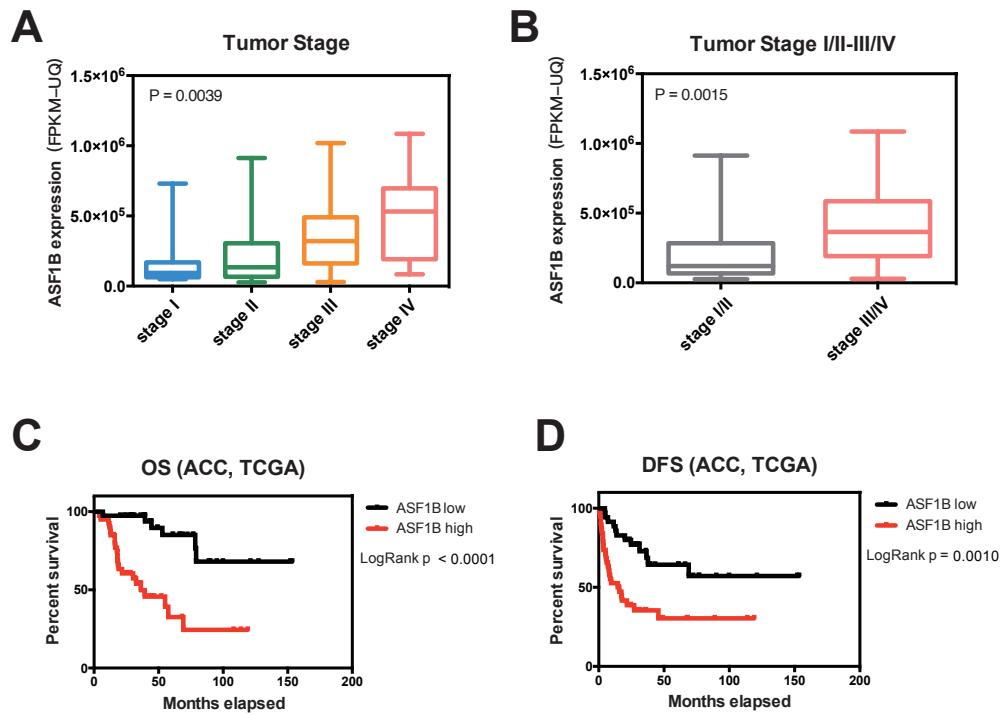 A
Tumor Stage
ASF1B expression (FPKM–UQ)
1.5×10⁶
1.0×10⁶
5.0×10⁵
0.0
P = 0.0039
stage I
stage II
stage III
stage IV
B
Tumor Stage I/II-III/IV
ASF1B expression (FPKM–UQ)
1.5×10⁶
1.0×10⁶
5.0×10⁵
0.0
P = 0.0015
stage I/II
stage III/IV
C
OS (ACC, TCGA)
Percent survival
100
50
0
0 50 100 150 200
Months elapsed
ASF1B low
ASF1B high
LogRank p < 0.0001
D
DFS (ACC, TCGA)
Percent survival
100
50
0
0 50 100 150 200
Months elapsed
ASF1B low
ASF1B high
LogRank p = 0.0010